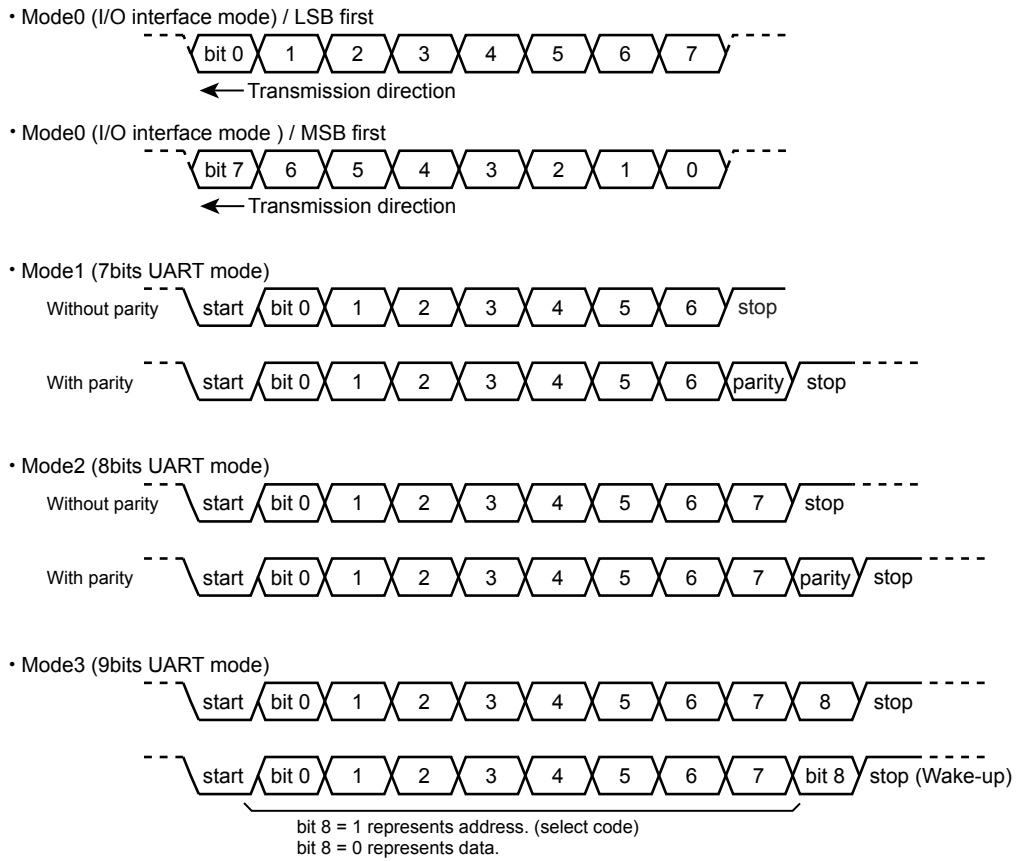 ・Mode0 (I/O interface mode) / LSB first
bit 0 1 2 3 4 5 6 7
Transmission direction
・Mode0 (I/O interface mode ) / MSB first
bit 7 6 5 4 3 2 1 0
Transmission direction
・Mode1 (7bits UART mode)
Without parity start bit 0 1 2 3 4 5 6 stop
With parity start bit 0 1 2 3 4 5 6 parity stop
・Mode2 (8bits UART mode)
Without parity start bit 0 1 2 3 4 5 6 7 stop
With parity start bit 0 1 2 3 4 5 6 7 parity stop
・Mode3 (9bits UART mode)
start bit 0 1 2 3 4 5 6 7 8 stop
start bit 0 1 2 3 4 5 6 7 bit 8 stop (Wake-up)
bit 8 = 1 represents address. (select code)
bit 8 = 0 represents data.